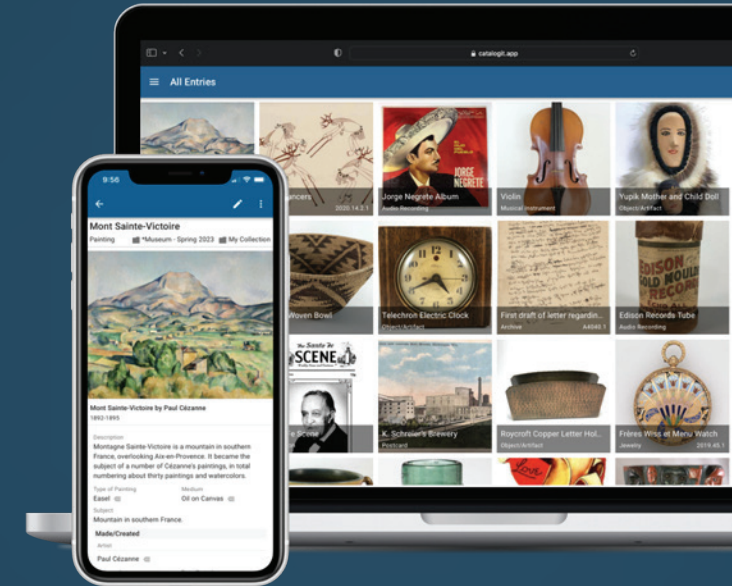 catalogit.app
All Entries
ancers
2020.14.2.1
Jorge Negrete Album
Audio Recording
JORGE
NEGRETE
Violin
Musical Instrument
Yupik Mother and Child Doll
Object/Artifact
Woven Bowl
Telechron Electric Clock
Object/Artifact
First draft of letter regardin...
Archive
A4040.1
EDISON
GOLD MOULD
RECORD
Edison Records Tube
Audio Recording
The Santa Fe
SCENE
e Scene
K. Schreier's Brewery
Postcard
Roycroft Copper Letter Hol...
Object/Artifact
Frères Wiss et Menu Watch
Jewelry
2019.45.1
Love
9:56
Mont Sainte-Victoire
Painting
*Museum - Spring 2023
My Collection
Mont Sainte-Victoire by Paul Cézanne
1892-1895
Description
Montagne Sainte-Victoire is a mountain in southern
France, overlooking Aix-en-Provence. It became the
subject of a number of Cézanne's paintings, in total
numbering about thirty paintings and watercolors.
Type of Painting
Medium
Easel
Oil on Canvas
Subject
Mountain in southern France.
Made/Created
Artist
Paul Cézanne